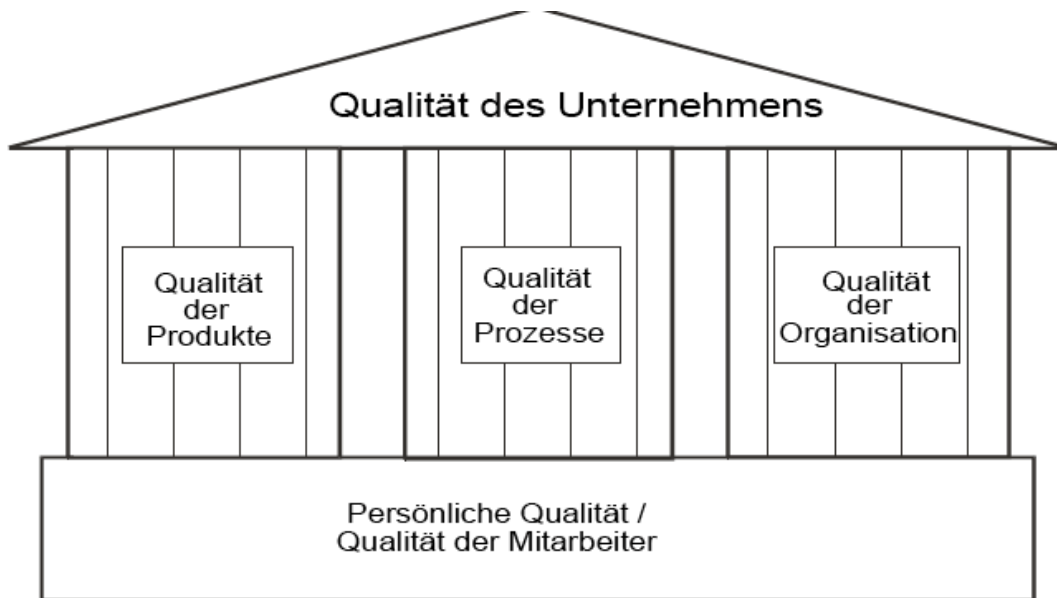 Qualität des Unternehmens
Qualität
der
Produkte
Qualität
der
Prozesse
Qualität
der
Organisation
Persönliche Qualität /
Qualität der Mitarbeiter